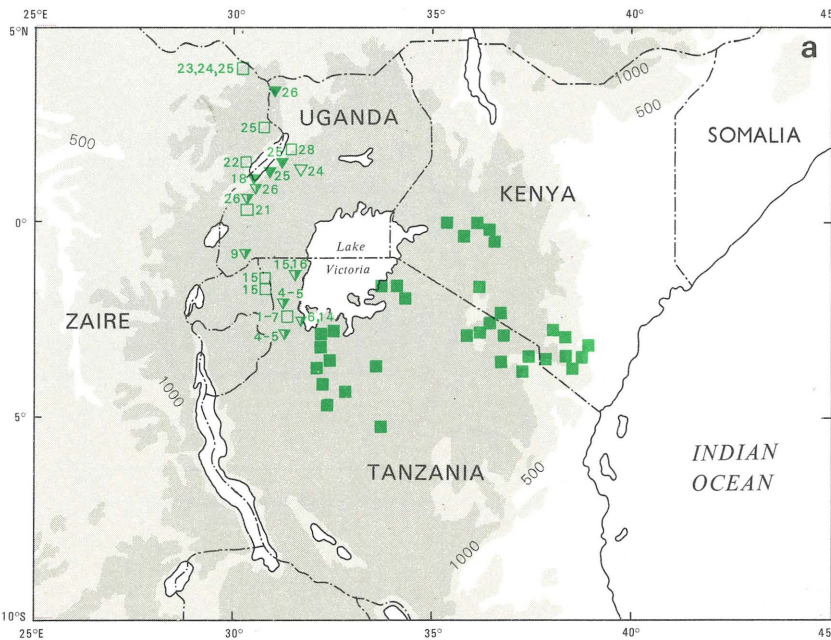 25°E 30° 35° 40° 45
5°N
a
1000
23,24,25
26
500
UGANDA
500
SOMALIA
25
25 28
22
24
18 25
KENYA
26
26
21
0° 0°
Lake
Victoria
9
15,16
15
15
4-5
ZAIRE
1-7 6,14
4-5
1000
5° 5°
INDIAN
OCEAN
TANZANIA
500
1000
10°S
25°E 30° 35° 40° 45